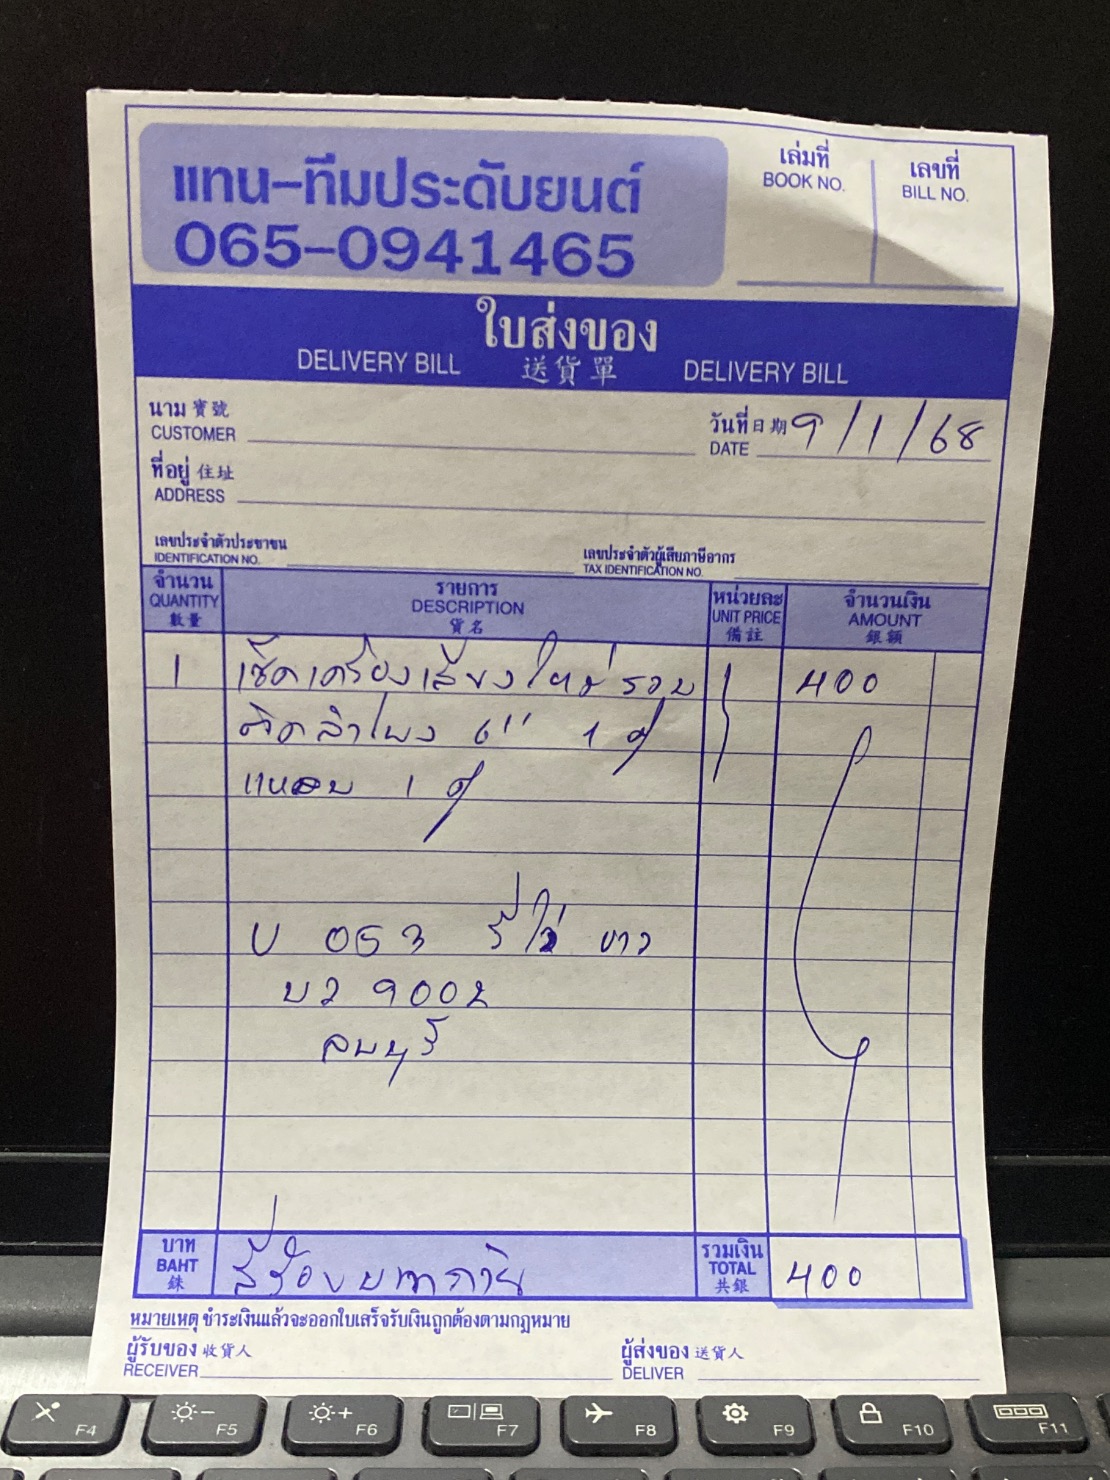 แทน-ทีมประดับยนต์
065-0941465
เล่มที่
BOOK NO.
เลขที่
BILL NO.
ใบส่งของ
DELIVERY BILL 送貨單 DELIVERY BILL
นาม 寶號
CUSTOMER
วันที่ 日期 9/1/68
DATE
ที่อยู่ 住址
ADDRESS
เลขประจำตัวประชาชน
IDENTIFICATION NO.
เลขประจำตัวผู้เสียภาษีอากร
TAX IDENTIFICATION NO.
จำนวน
QUANTITY
數量
รายการ
DESCRIPTION
貨名
หน่วยละ
UNIT PRICE
備註
จำนวนเงิน
AMOUNT
銀額
1 เช็คเครื่องเสียงใหม่ รวม 400
ลำโพง 6" 1 คู่
แหลม 1 คู่
ขาว
บว 9002
ลพบุรี
บาท
BAHT
銖
สี่ร้อยบาท
รวมเงิน
TOTAL
共銀
400
หมายเหตุ ชำระเงินแล้วจะออกใบเสร็จรับเงินถูกต้องตามกฎหมาย
ผู้รับของ 收貨人
RECEIVER
ผู้ส่งของ 送貨人
DELIVER
F4
F5
F6
F7
F8
F9
F10
F11